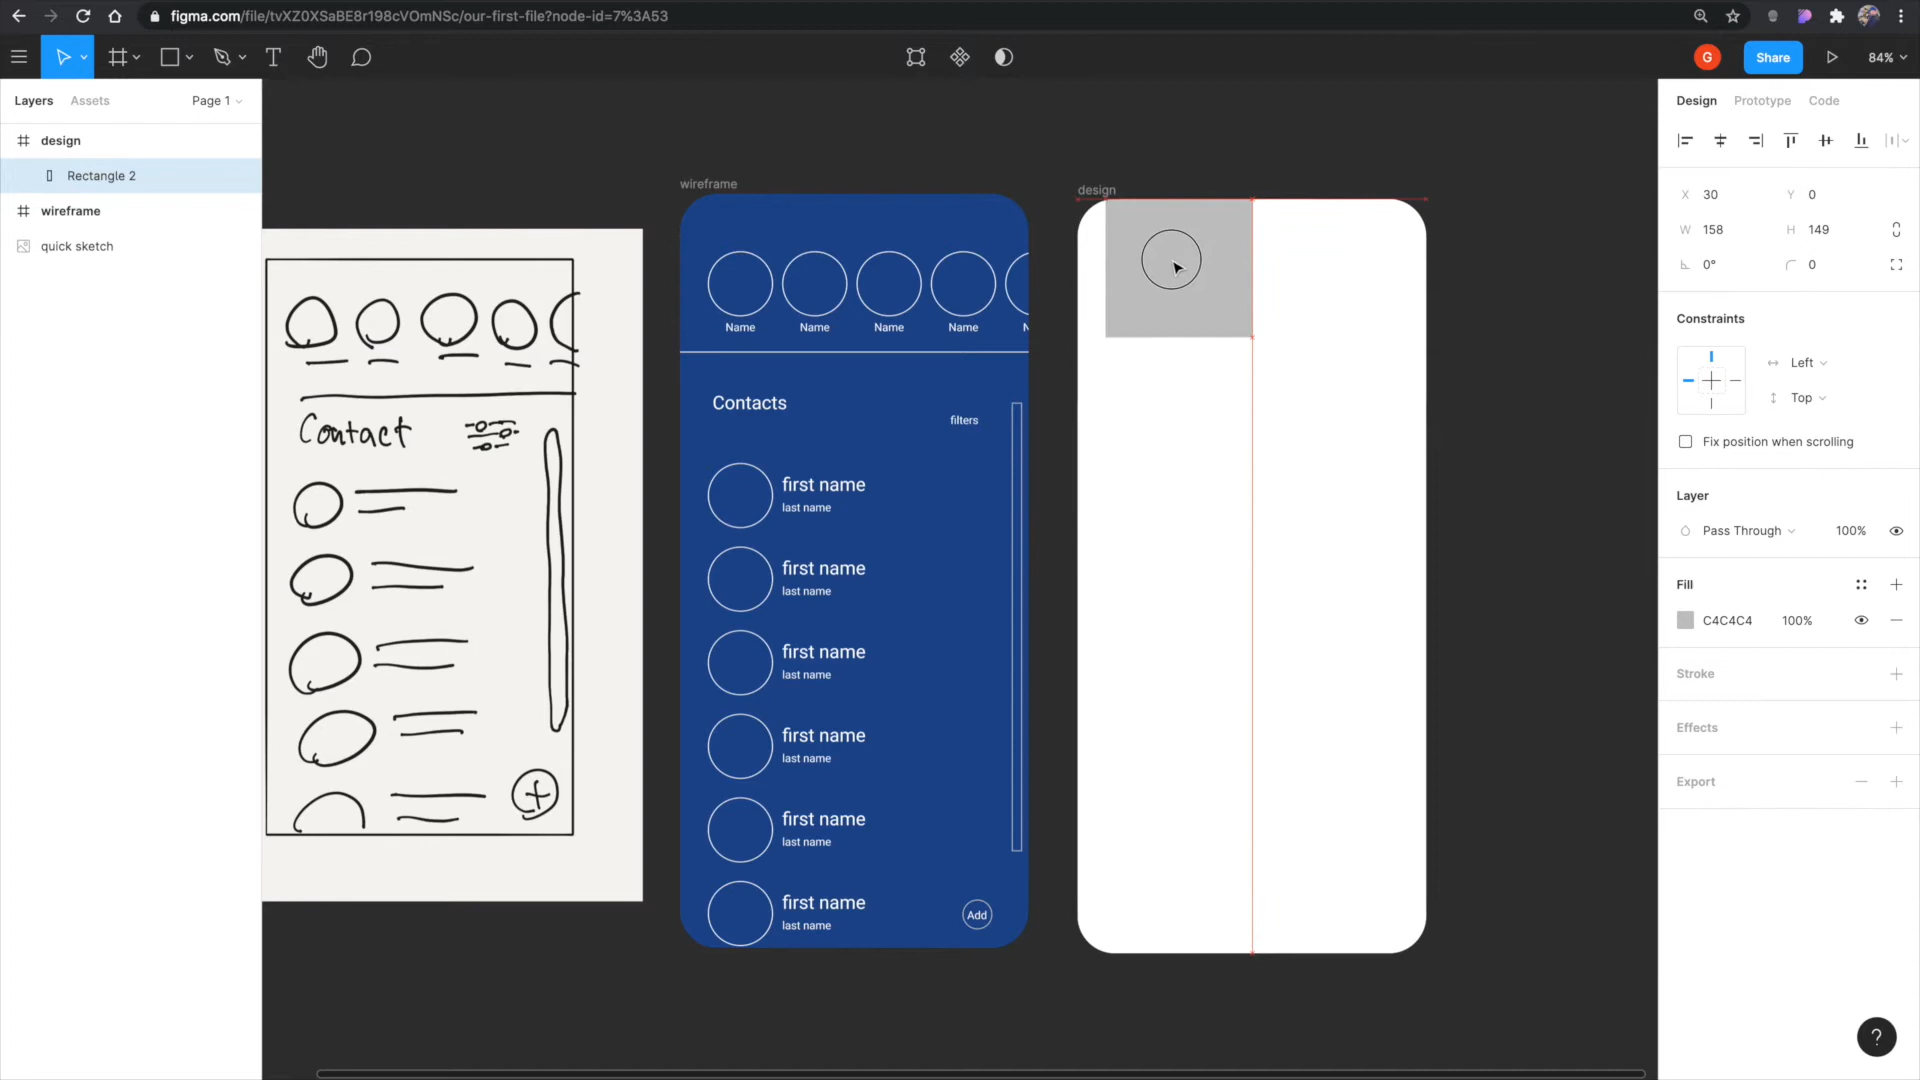 figma.com/file/tvXZ0XSaBE8r198cVOmNSc/our-first-file?node-id=7%3A53
G
Share
84%
Layers
Assets
Page 1
design
Rectangle 2
wireframe
quick sketch
Contact
wireframe
Name
Name
Name
Name
N
Contacts
filters
first name
last name
first name
last name
first name
last name
first name
last name
first name
last name
first name
last name
Add
design
Design
Prototype
Code
X 30
Y 0
W 158
H 149
0°
0
Constraints
Left
Top
Fix position when scrolling
Layer
Pass Through
100%
Fill
C4C4C4
100%
Stroke
Effects
Export
?